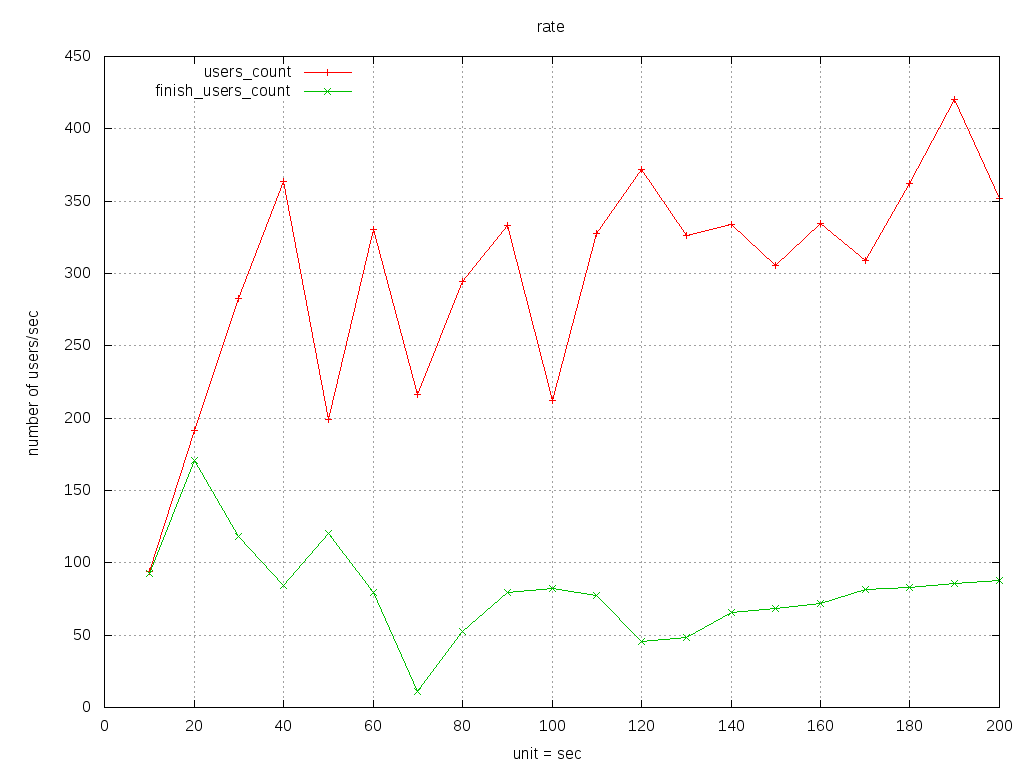 rate
users_count
finish_users_count
450
400
350
300
250
200
150
100
50
0
number of users/sec
0 20 40 60 80 100 120 140 160 180 200
unit = sec